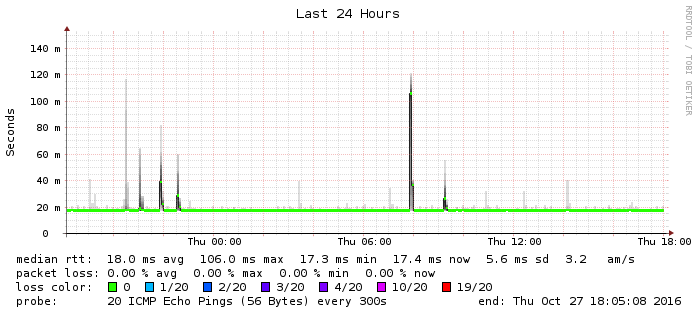 Last 24 Hours
RRDTOOL / TOBI OETIKER
Seconds
140 m
120 m
100 m
80 m
60 m
40 m
20 m
0
Thu 00:00 Thu 06:00 Thu 12:00 Thu 18:00
median rtt: 18.0 ms avg 106.0 ms max 17.3 ms min 17.4 ms now 5.6 ms sd 3.2 am/s
packet loss: 0.00 % avg 0.00 % max 0.00 % min 0.00 % now
loss color: 0 1/20 2/20 3/20 4/20 10/20 19/20
probe: 20 ICMP Echo Pings (56 Bytes) every 300s end: Thu Oct 27 18:05:08 2016